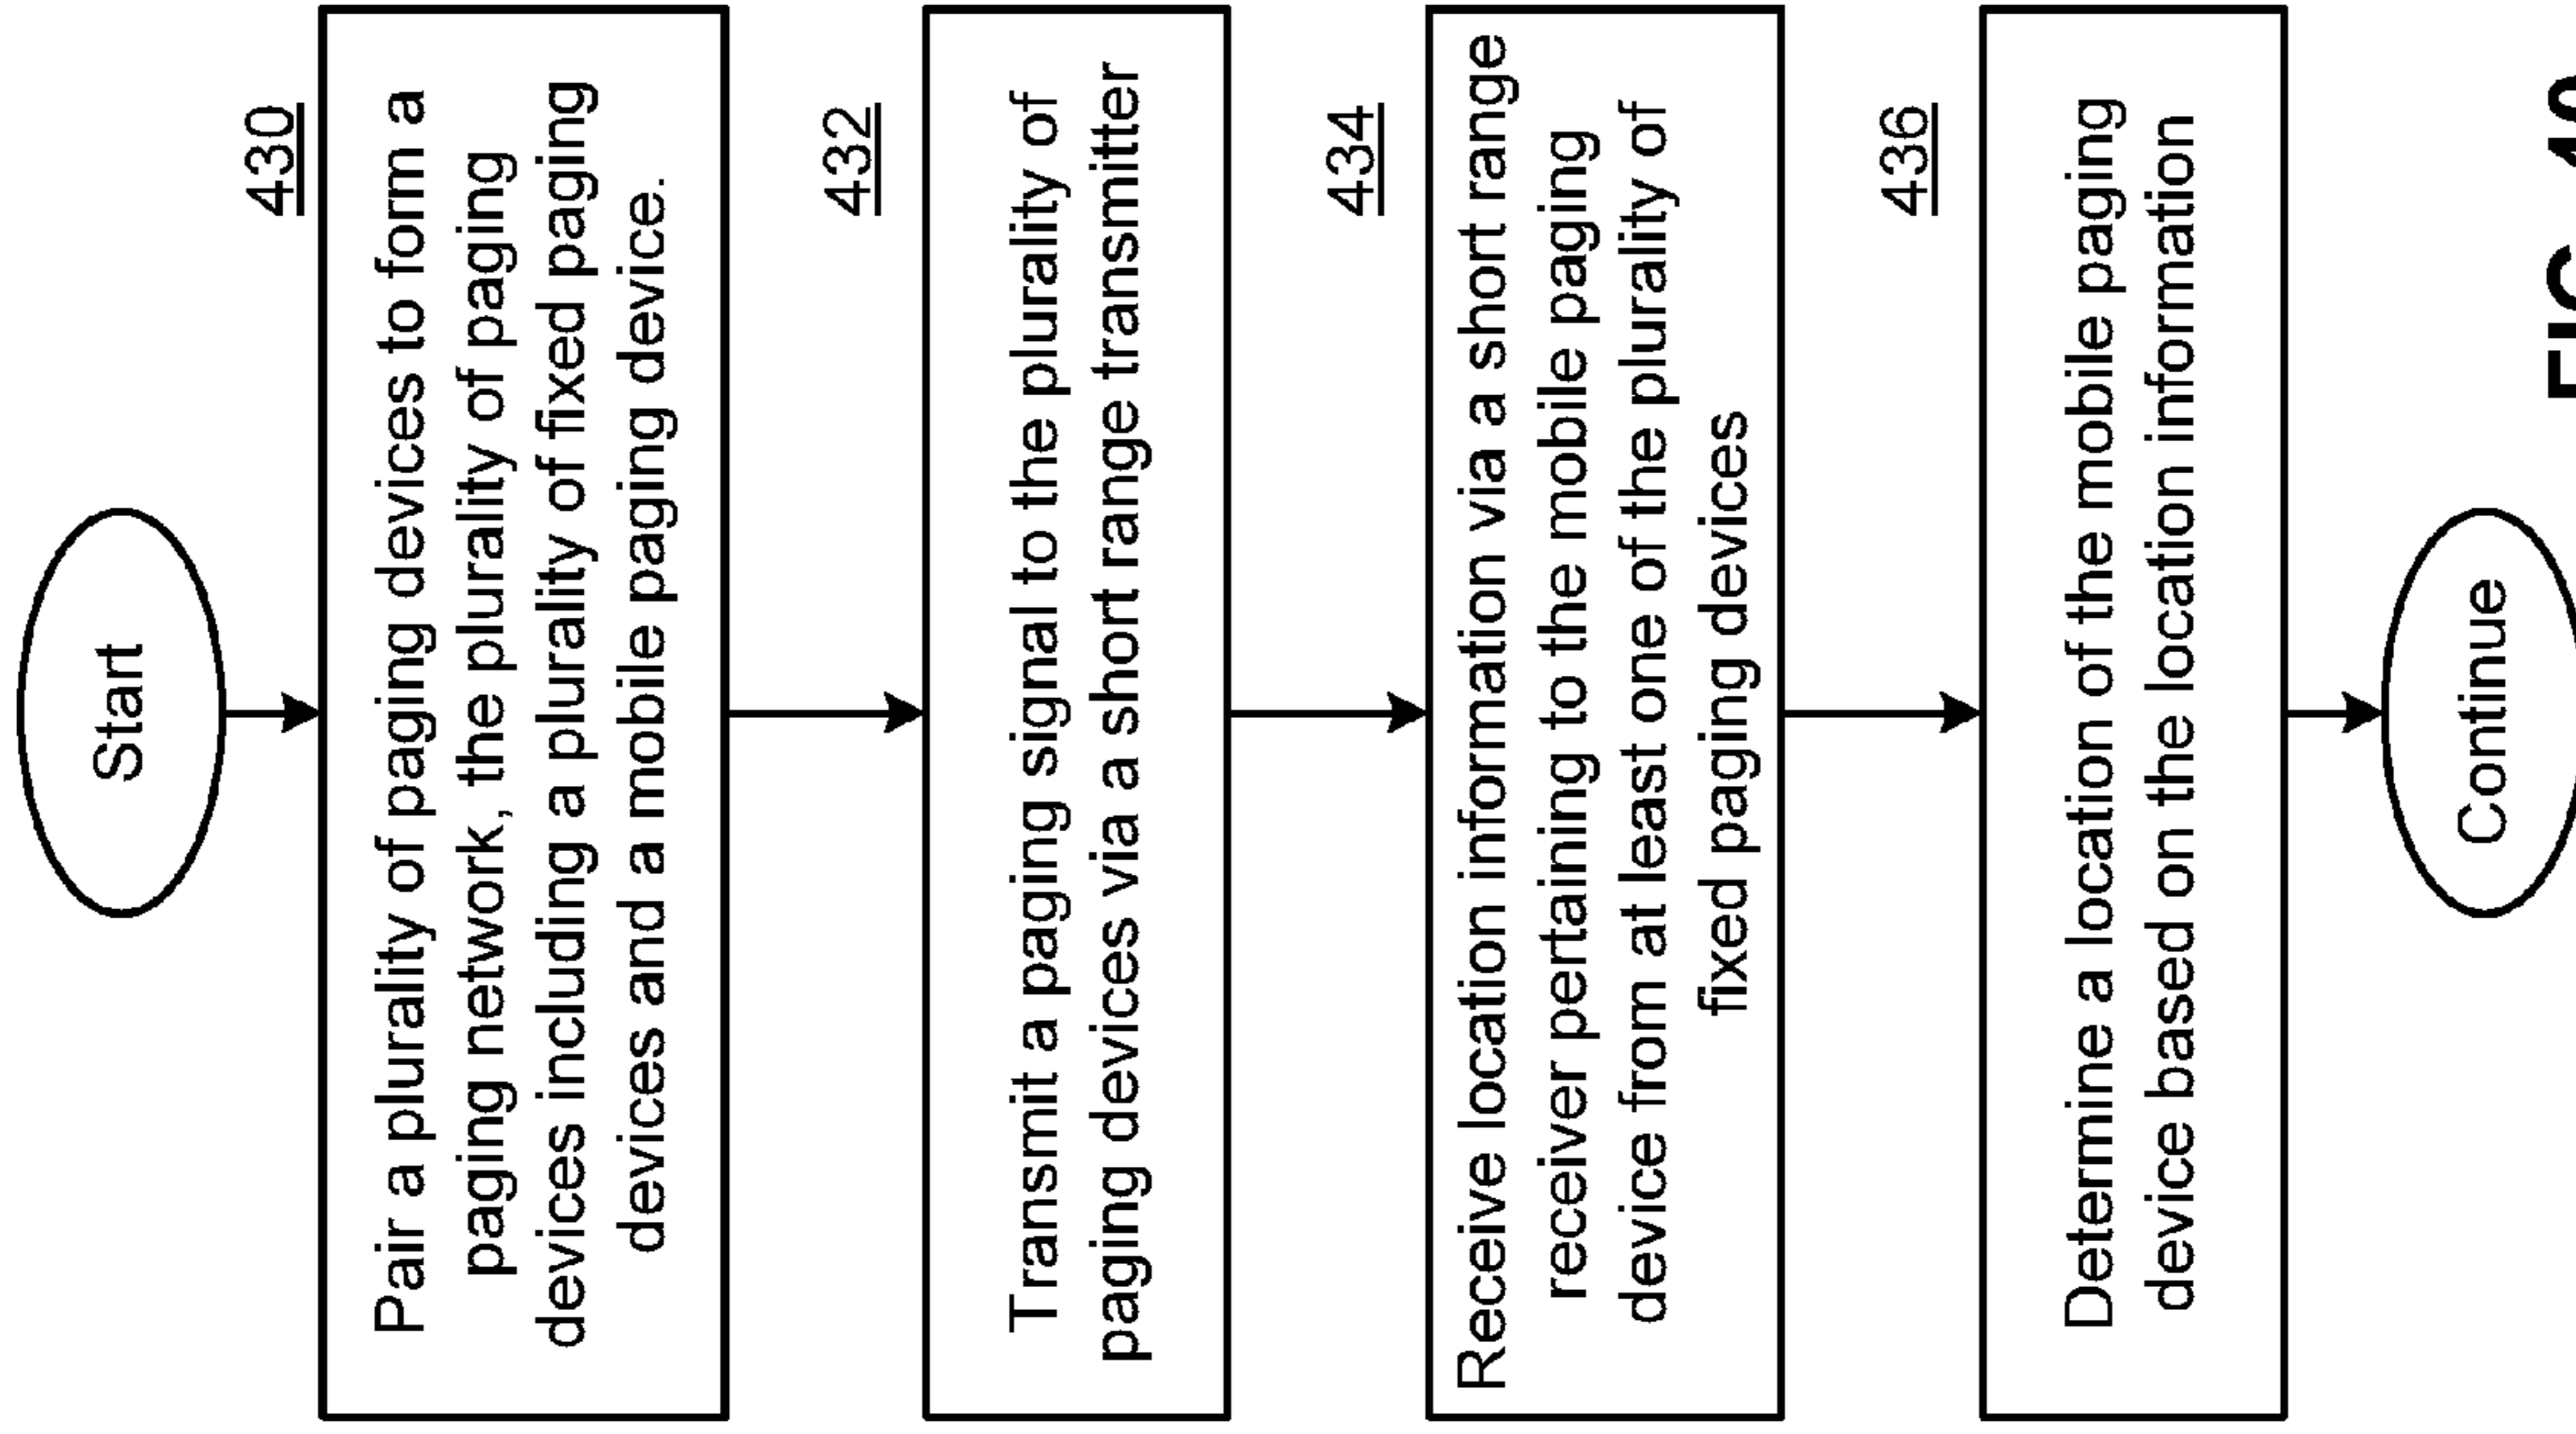 Start
430
Pair a plurality of paging devices to form a
paging network, the plurality of paging
devices including a plurality of fixed paging
devices and a mobile paging device.
432
Transmit a paging signal to the plurality of
paging devices via a short range transmitter
434
Receive location information via a short range
receiver pertaining to the mobile paging
device from at least one of the plurality of
fixed paging devices
436
Determine a location of the mobile paging
device based on the location information
Continue
FIG.